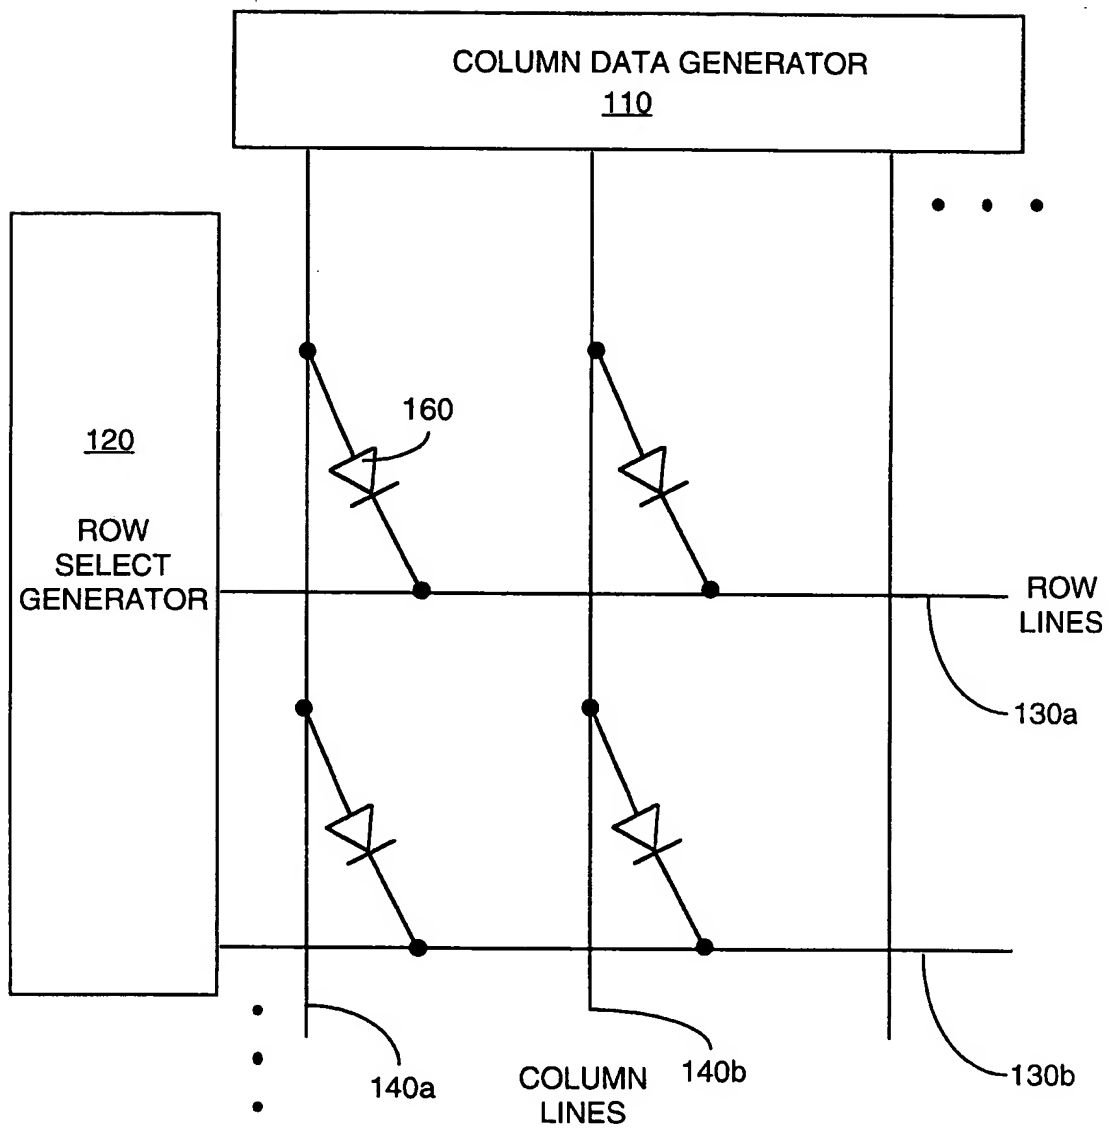 COLUMN DATA GENERATOR
110
160
120
ROW
SELECT
GENERATOR
ROW
LINES
130a
140a
COLUMN
LINES
140b
130b